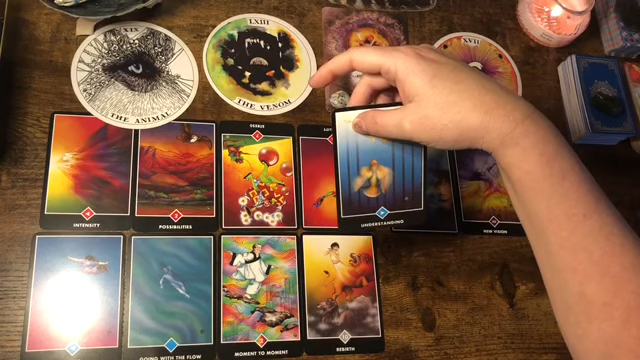 XIX
THE ANIMAL
LXIII
THE VENOM
XVII
INTENSITY
POSSIBILITIES
UNDERSTANDING
NEW VISION
GOING WITH THE FLOW
MOMENT TO MOMENT
10
REBIRTH